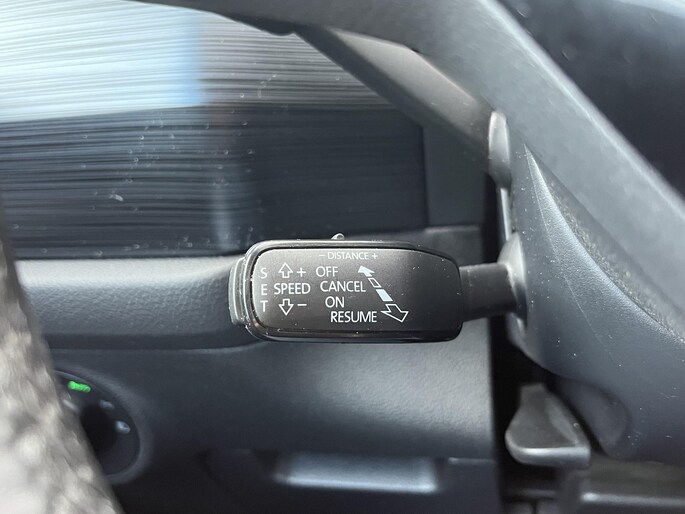 - DISTANCE +
S + OFF
E SPEED CANCEL
T - ON
RESUME